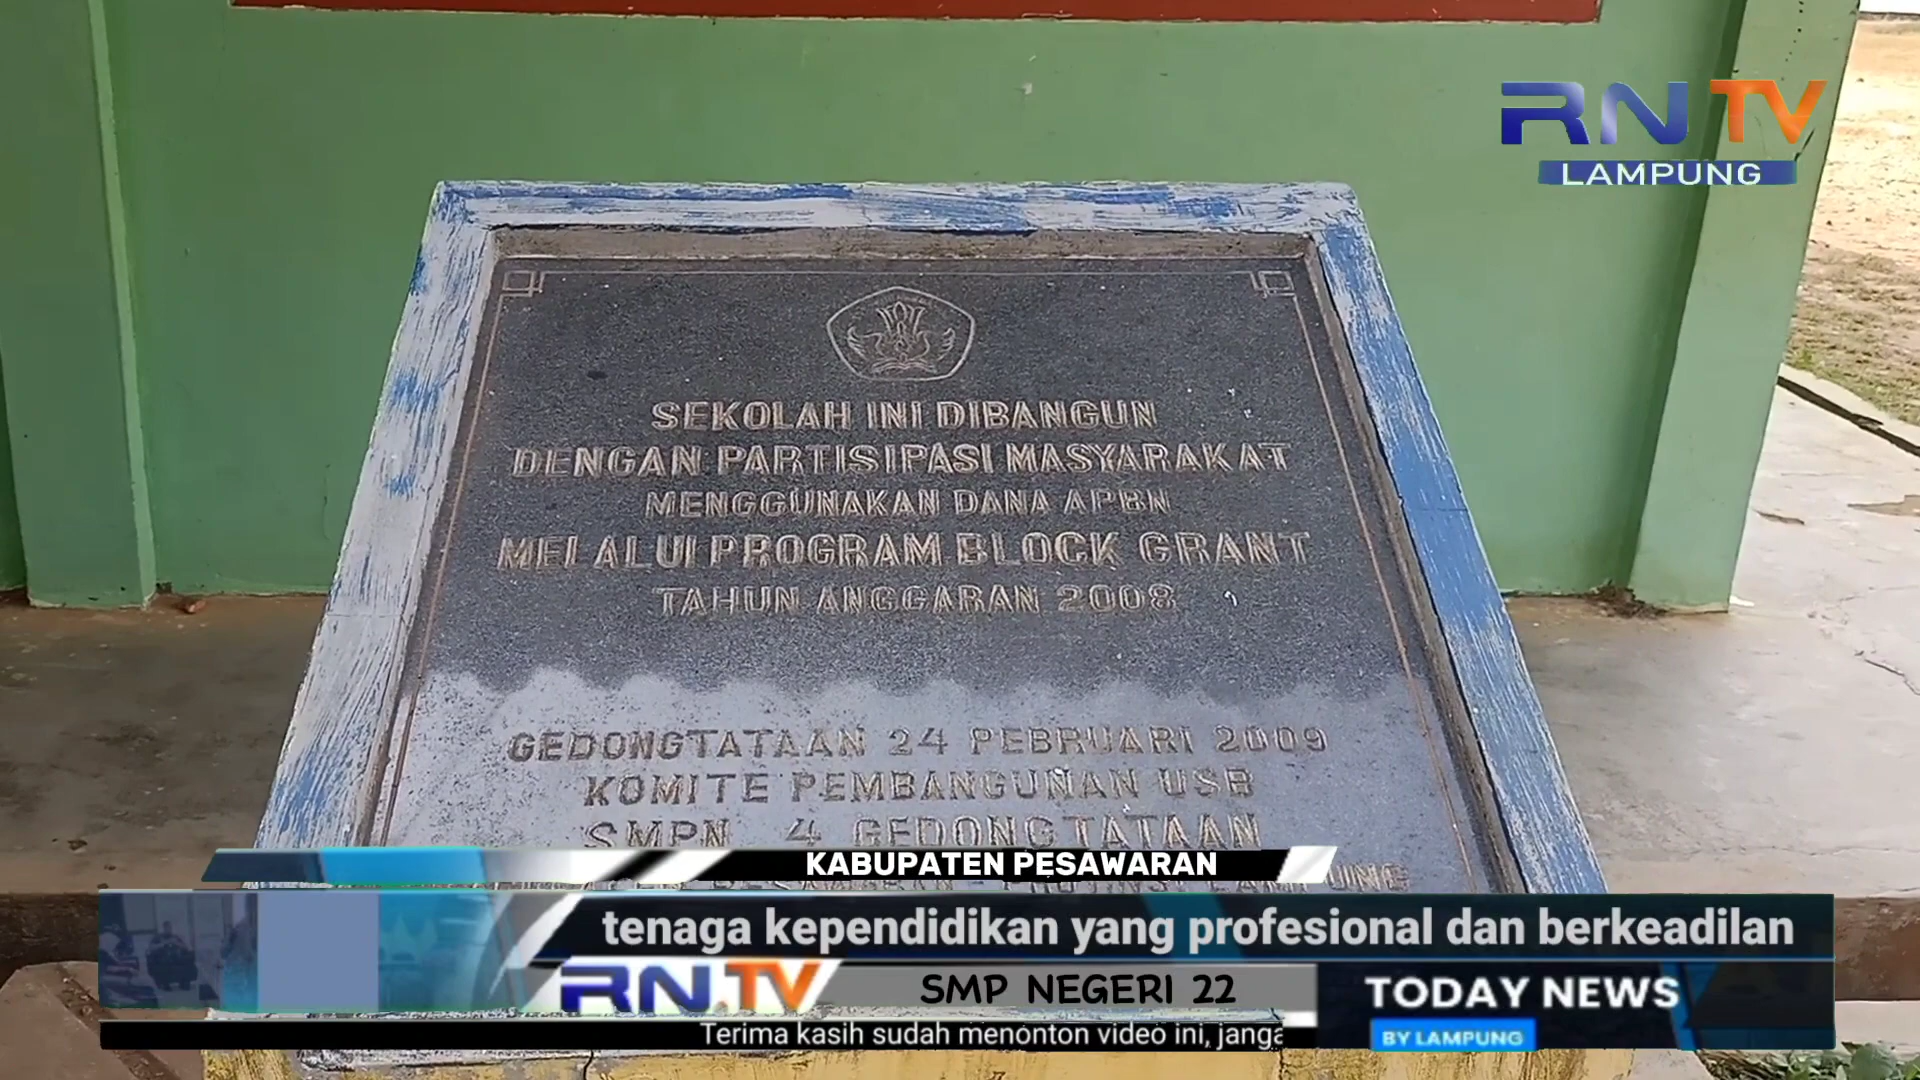 RNTV
LAMPUNG
SEKOLAH INI DIBANGUN
DENGAN PARTISIPASI MASYARAKAT
MENGGUNAKAN DANA APBN
MELALUI PROGRAM BLOCK GRANT
TAHUN ANGGARAN 2008
GEDONGTATAAN 24 PEBRUARI 2009
KOMITE PEMBANGUNAN USB
SMPN 4 GEDONGTATAAN
LAMPUNG
KABUPATEN PESAWARAN
tenaga kependidikan yang profesional dan berkeadilan
RN.TV
SMP NEGERI 22
TODAY NEWS
BY LAMPUNG
Terima kasih sudah menonton video ini, janga